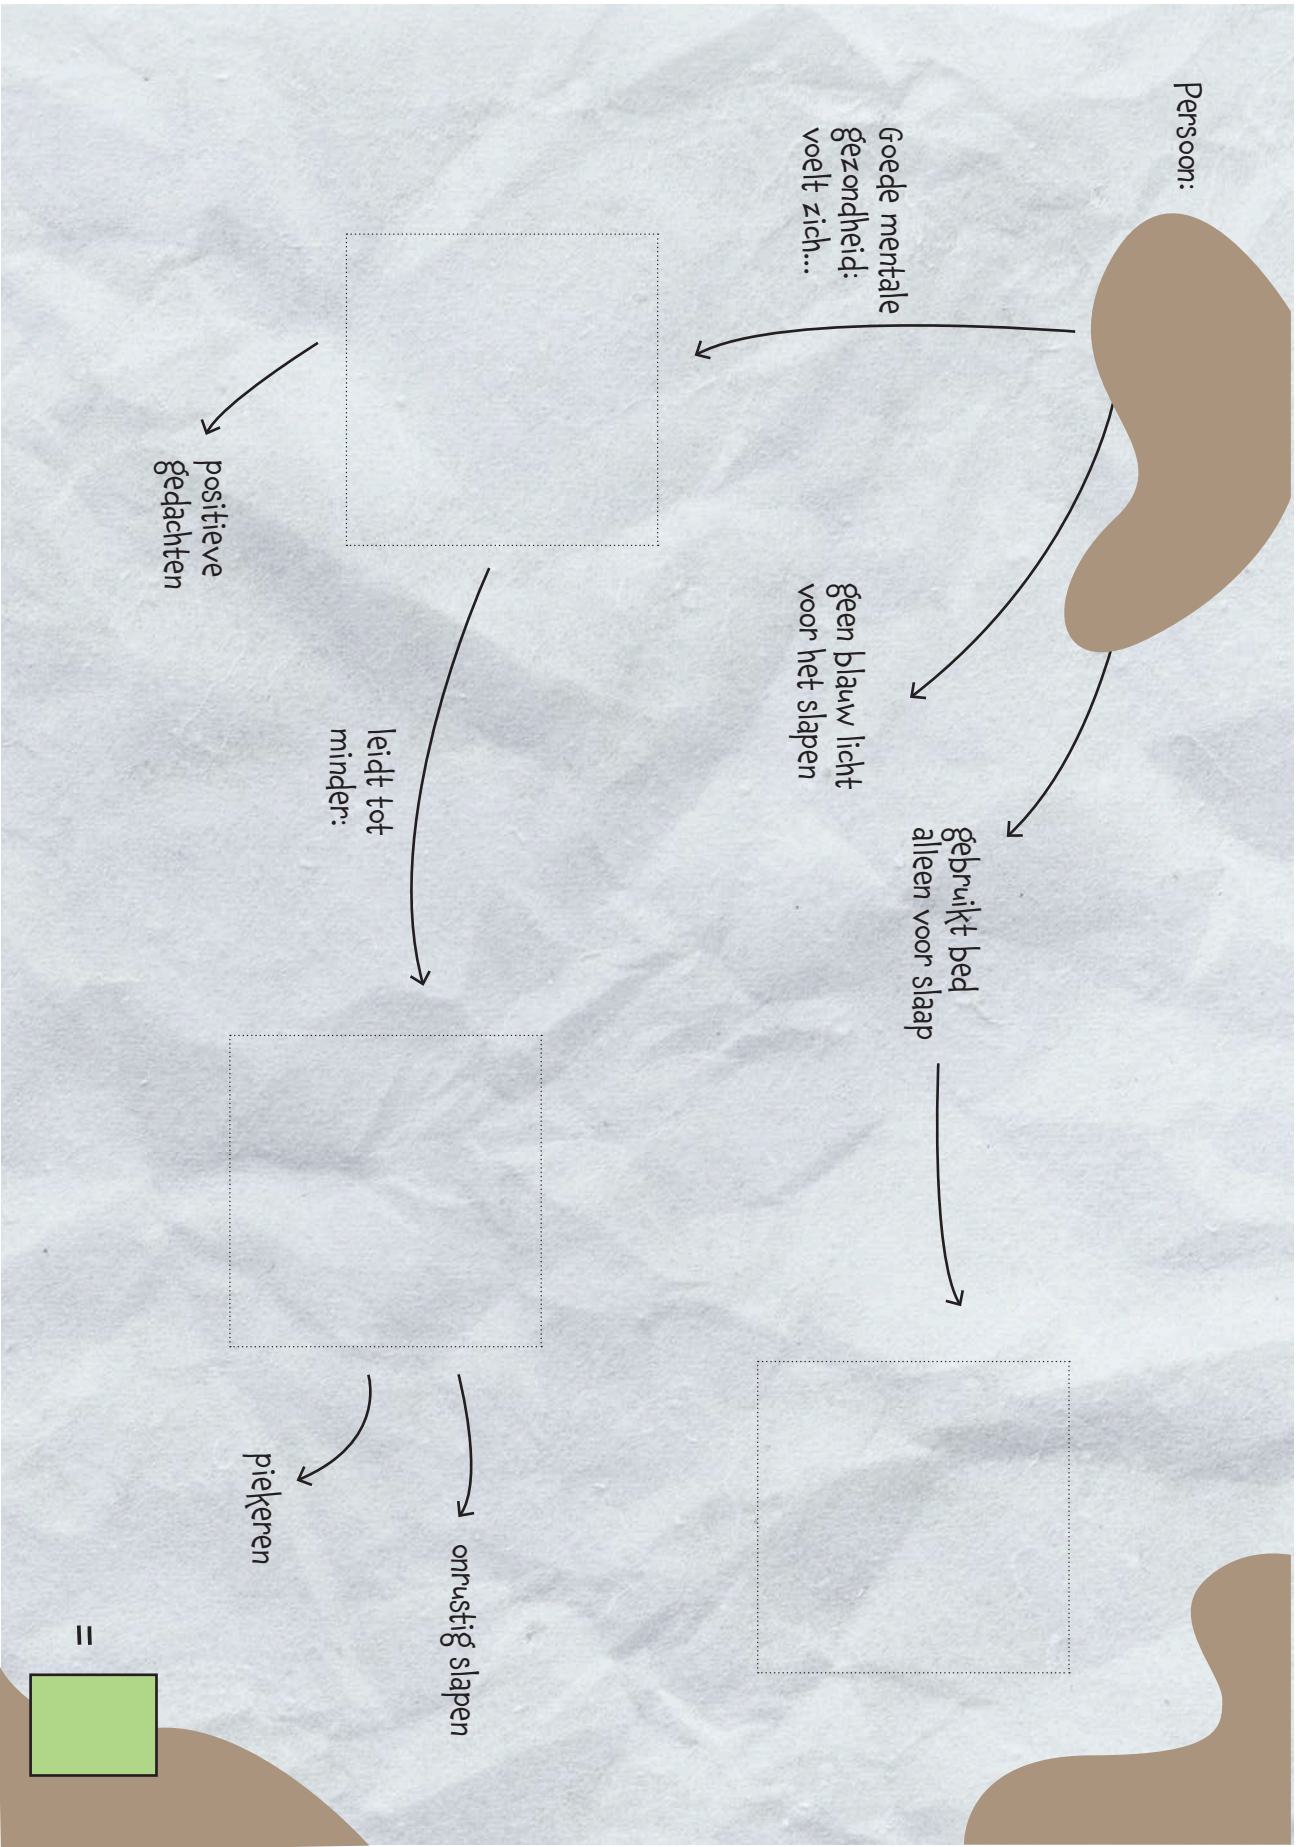 Persoon:
Goede mentale
gezondheid:
voelt zich...
geen blauw licht
voor het slapen
gebruikt bed
alleen voor slaap
positieve
gedachten
leidt tot
minder:
onrustig slapen
piekeren
=